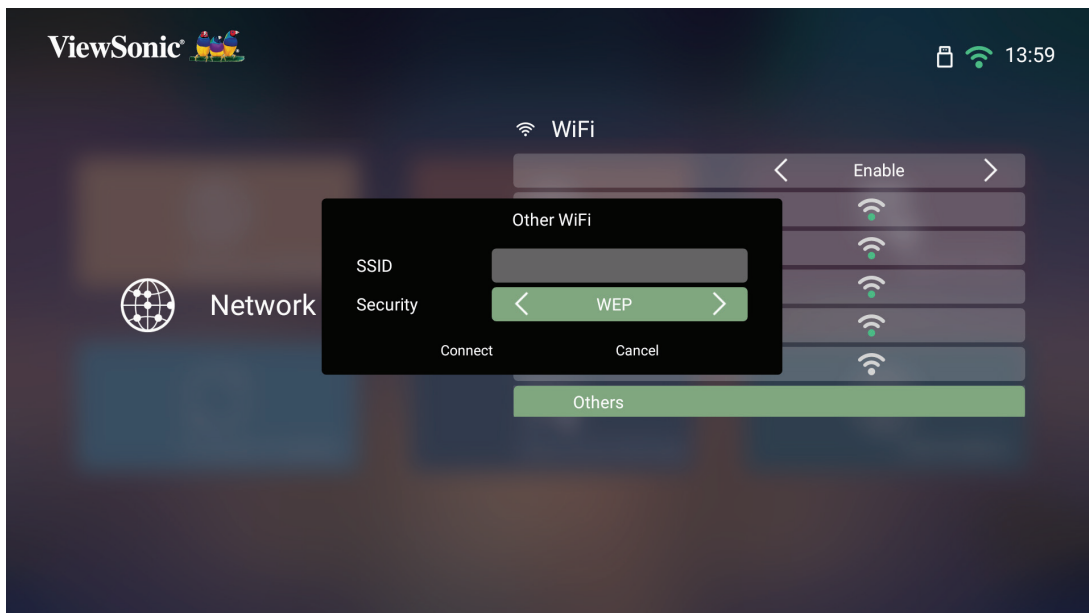 ViewSonic®
13:59
WiFi
Enable
Other WiFi
SSID
Network
Security
WEP
Connect
Cancel
Others